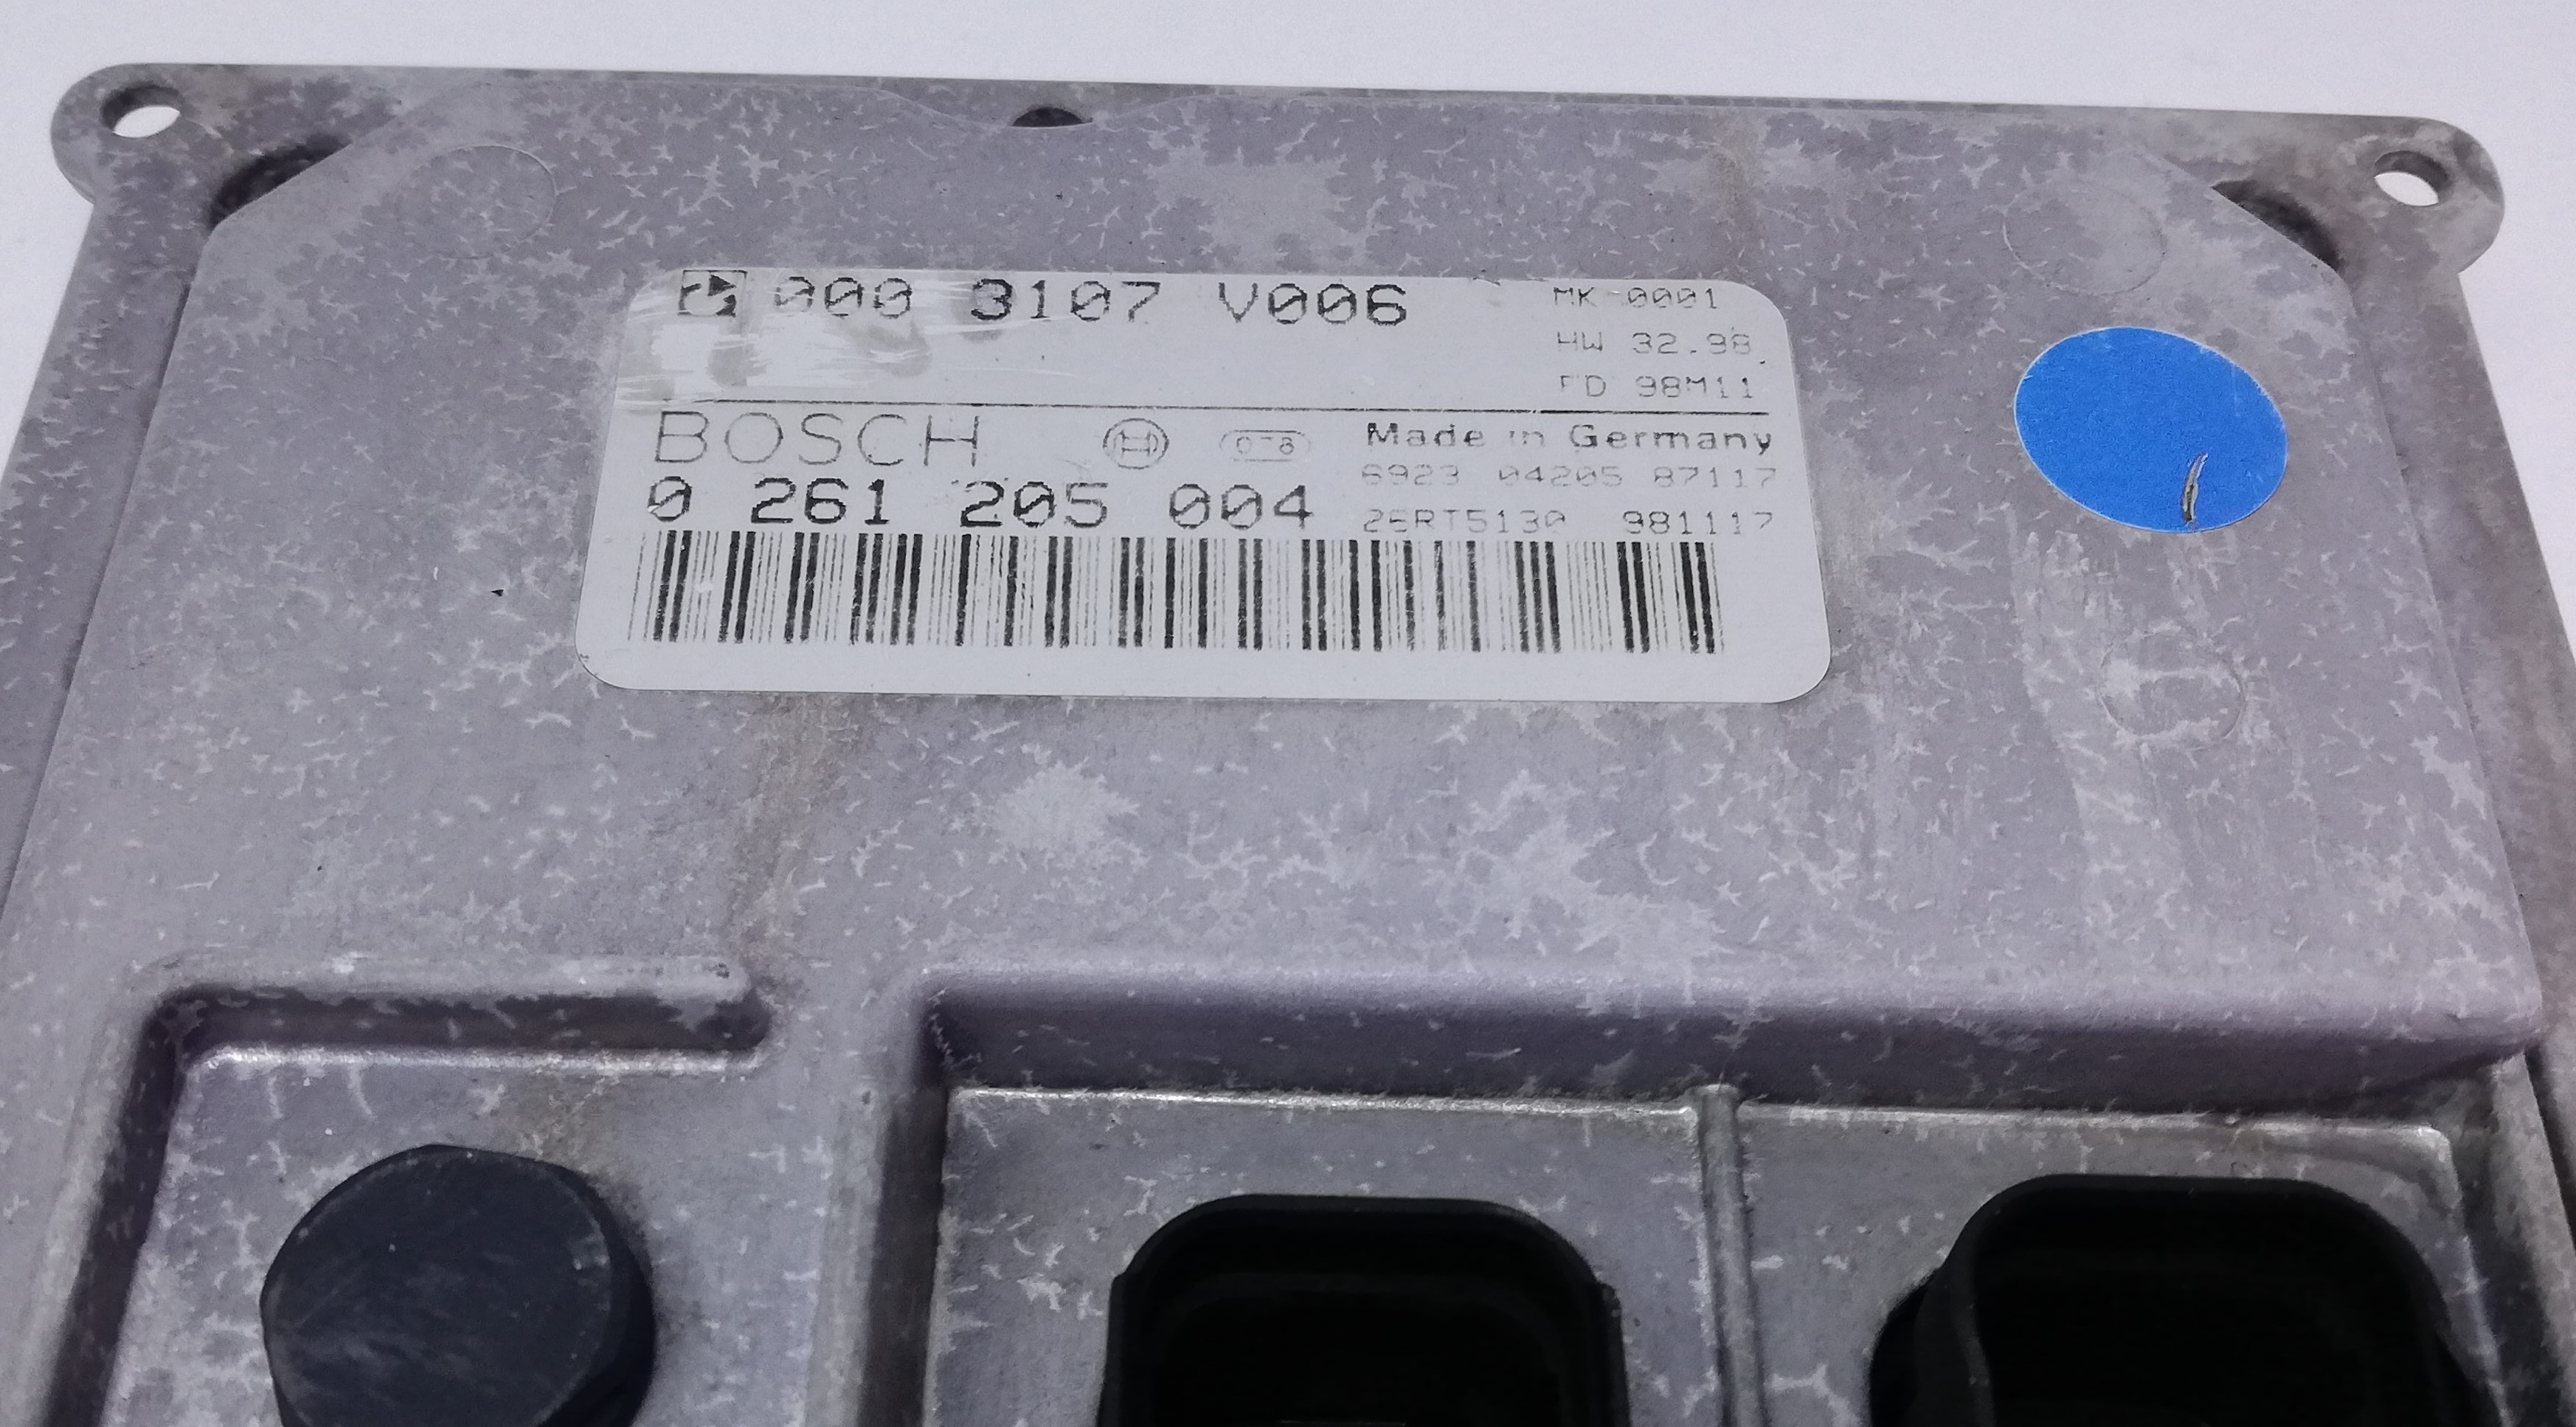 000 3107 V006
MK 0001
HW 32.98
FD 98M11
BOSCH
Made in Germany
6923 04205 87117
0 261 205 004
26RT5130 981117